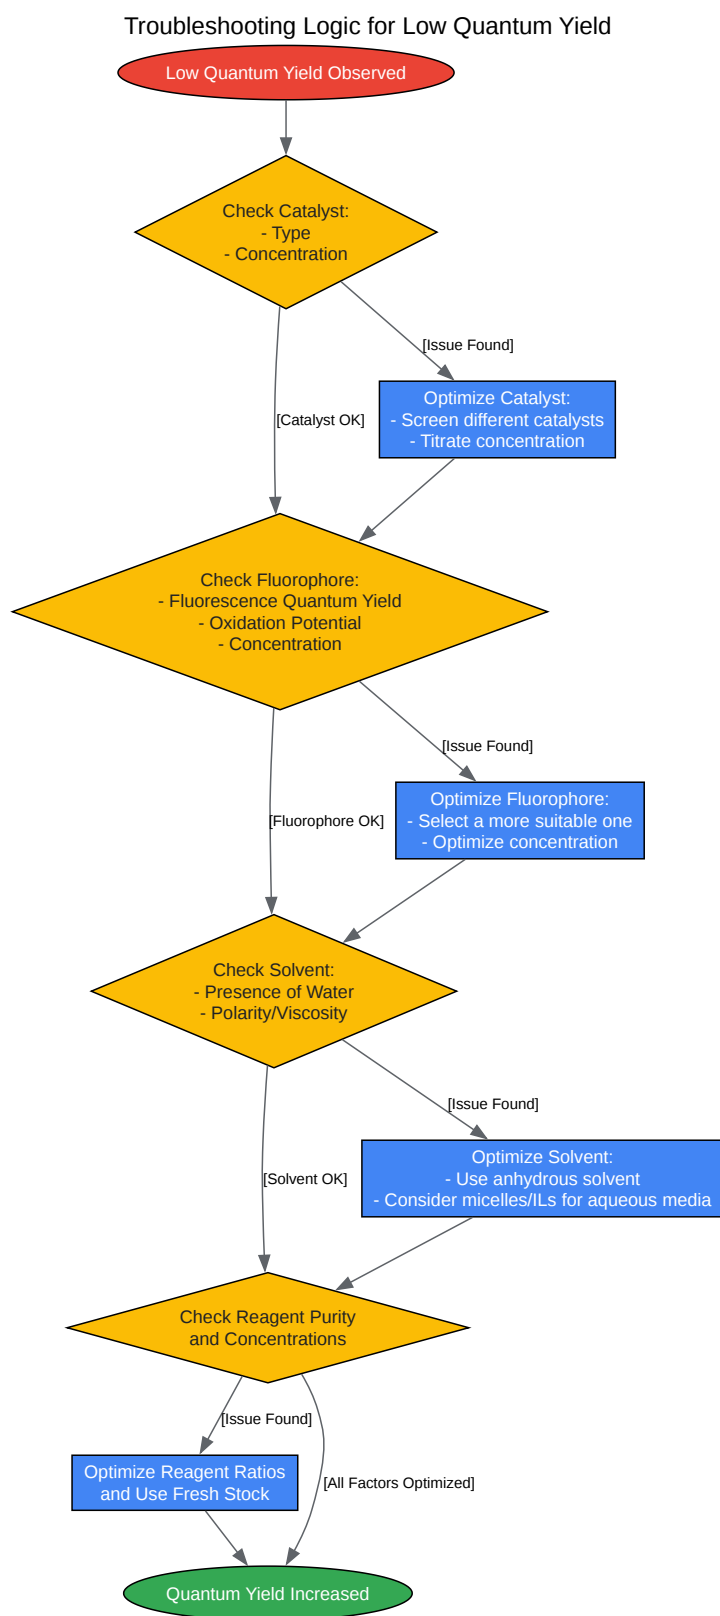 Troubleshooting Logic for Low Quantum Yield
Low Quantum Yield Observed
Check Catalyst:
- Type
- Concentration
[Issue Found]
Optimize Catalyst:
- Screen different catalysts
- Titrate concentration
[Catalyst OK]
Check Fluorophore:
- Fluorescence Quantum Yield
- Oxidation Potential
- Concentration
[Issue Found]
Optimize Fluorophore:
- Select a more suitable one
- Optimize concentration
[Fluorophore OK]
Check Solvent:
- Presence of Water
- Polarity/Viscosity
[Issue Found]
Optimize Solvent:
- Use anhydrous solvent
- Consider micelles/ILs for aqueous media
[Solvent OK]
Check Reagent Purity
and Concentrations
[Issue Found]
Optimize Reagent Ratios
and Use Fresh Stock
[All Factors Optimized]
Quantum Yield Increased